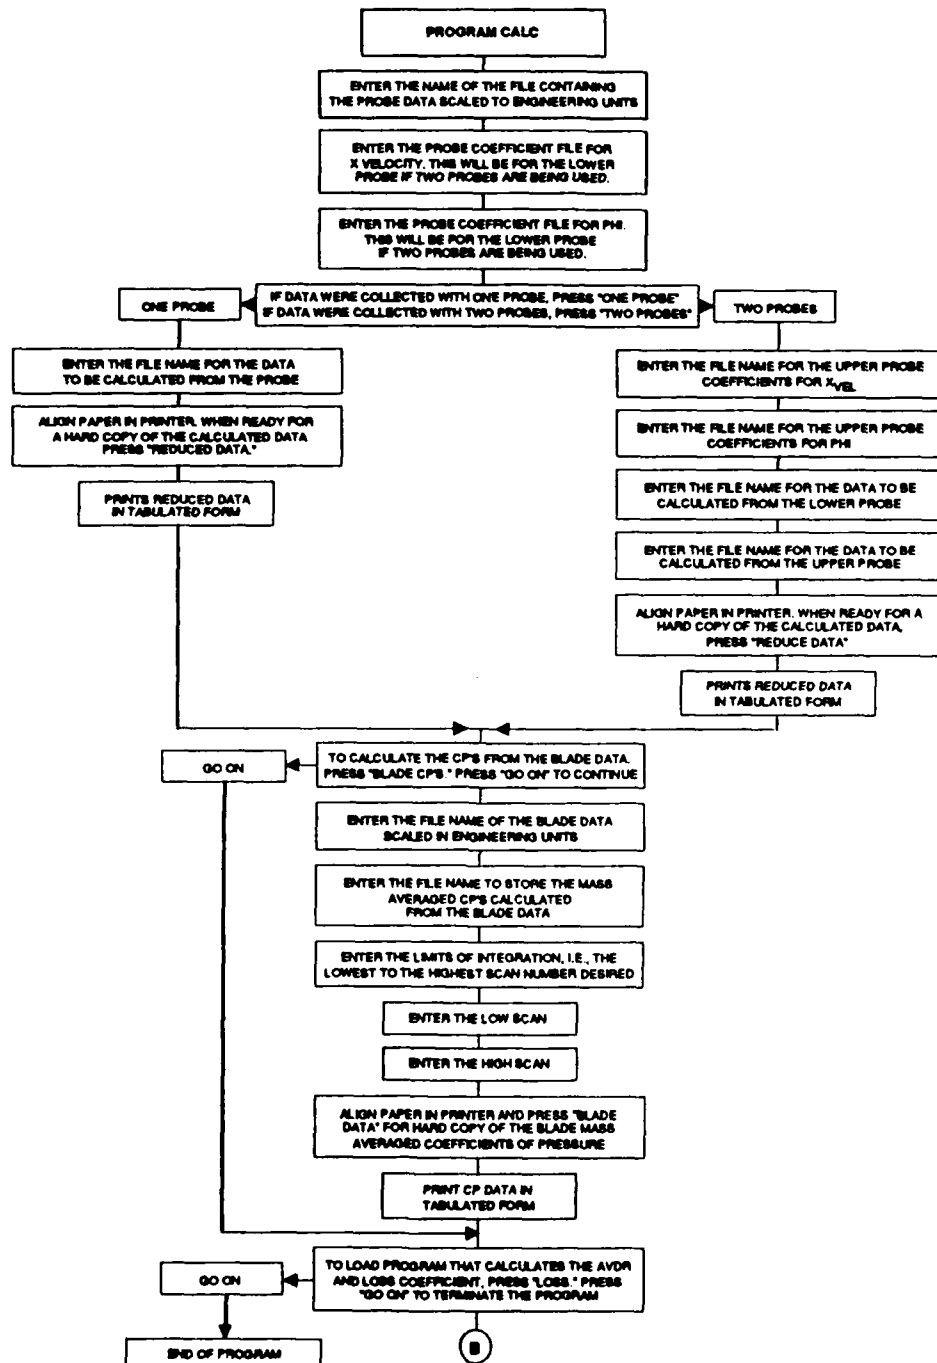 PROGRAM CALC
ENTER THE NAME OF THE FILE CONTAINING
THE PROBE DATA SCALED TO ENGINEERING UNITS
ENTER THE PROBE COEFFICIENT FILE FOR
X VELOCITY. THIS WILL BE FOR THE LOWER
PROBE IF TWO PROBES ARE BEING USED.
ENTER THE PROBE COEFFICIENT FILE FOR PHI.
THIS WILL BE FOR THE LOWER PROBE
IF TWO PROBES ARE BEING USED.
IF DATA WERE COLLECTED WITH ONE PROBE, PRESS "ONE PROBE"
IF DATA WERE COLLECTED WITH TWO PROBES, PRESS "TWO PROBES"
ONE PROBE
ENTER THE FILE NAME FOR THE DATA
TO BE CALCULATED FROM THE PROBE
ALIGN PAPER IN PRINTER. WHEN READY FOR
A HARD COPY OF THE CALCULATED DATA
PRESS "REDUCED DATA."
PRINTS REDUCED DATA
IN TABULATED FORM
TWO PROBES
ENTER THE FILE NAME FOR THE UPPER PROBE
COEFFICIENTS FOR XVEL
ENTER THE FILE NAME FOR THE UPPER PROBE
COEFFICIENTS FOR PHI
ENTER THE FILE NAME FOR THE DATA TO BE
CALCULATED FROM THE LOWER PROBE
ENTER THE FILE NAME FOR THE DATA TO BE
CALCULATED FROM THE UPPER PROBE
ALIGN PAPER IN PRINTER. WHEN READY FOR A
HARD COPY OF THE CALCULATED DATA,
PRESS "REDUCE DATA"
PRINTS REDUCED DATA
IN TABULATED FORM
TO CALCULATE THE CP'S FROM THE BLADE DATA.
PRESS "BLADE CP'S." PRESS "GO ON" TO CONTINUE
GO ON
ENTER THE FILE NAME OF THE BLADE DATA
SCALED IN ENGINEERING UNITS
ENTER THE FILE NAME TO STORE THE MASS
AVERAGED CP'S CALCULATED
FROM THE BLADE DATA
ENTER THE LIMITS OF INTEGRATION, I.E., THE
LOWEST TO THE HIGHEST SCAN NUMBER DESIRED
ENTER THE LOW SCAN
ENTER THE HIGH SCAN
ALIGN PAPER IN PRINTER AND PRESS "BLADE
DATA" FOR HARD COPY OF THE BLADE MASS
AVERAGED COEFFICIENTS OF PRESSURE
PRINT CP DATA IN
TABULATED FORM
TO LOAD PROGRAM THAT CALCULATES THE AVDR
AND LOSS COEFFICIENT, PRESS "LOSS." PRESS
"GO ON" TO TERMINATE THE PROGRAM
GO ON
END OF PROGRAM
B